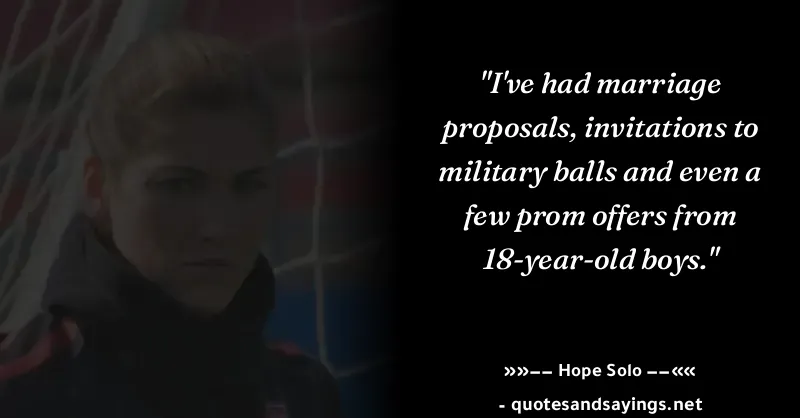 "I've had marriage
proposals, invitations to
military balls and even a
few prom offers from
18-year-old boys."
»»−− Hope Solo −−««
- quotesandsayings.net